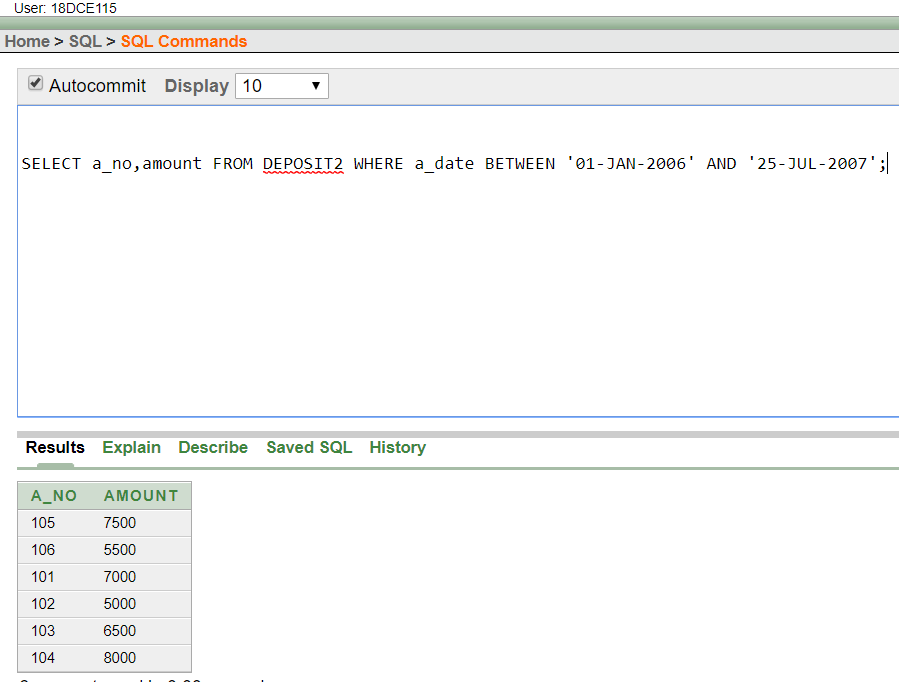 User: 18DCE115
Home > SQL > SQL Commands
Autocommit Display 10
SELECT a_no,amount FROM DEPOSIT2 WHERE a_date BETWEEN '01-JAN-2006' AND '25-JUL-2007';
Results Explain Describe Saved SQL History
A_NO AMOUNT
105 7500
106 5500
101 7000
102 5000
103 6500
104 8000